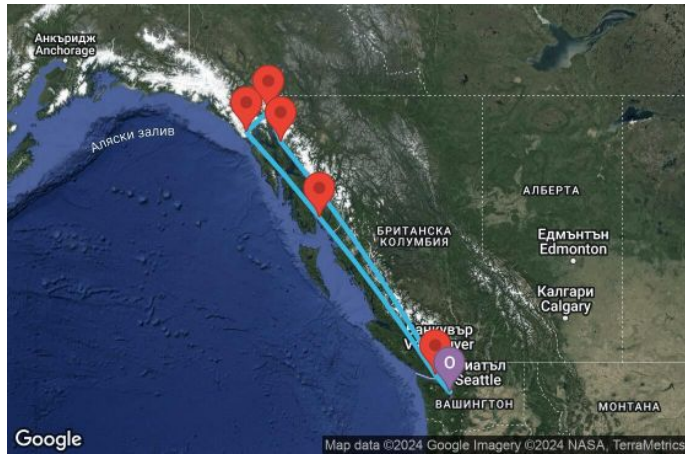 Анкъридж
Anchorage
Аляски залив
АЛБЕРТА
БРИТАНСКА
КОЛУМБИЯ
Едмънтън
Edmonton
Калгари
Calgary
O
Seattle
ВАШИНГТОН
МОНТАНА
Google
Map data ©2024 Google Imagery ©2024 NASA, TerraMetrics